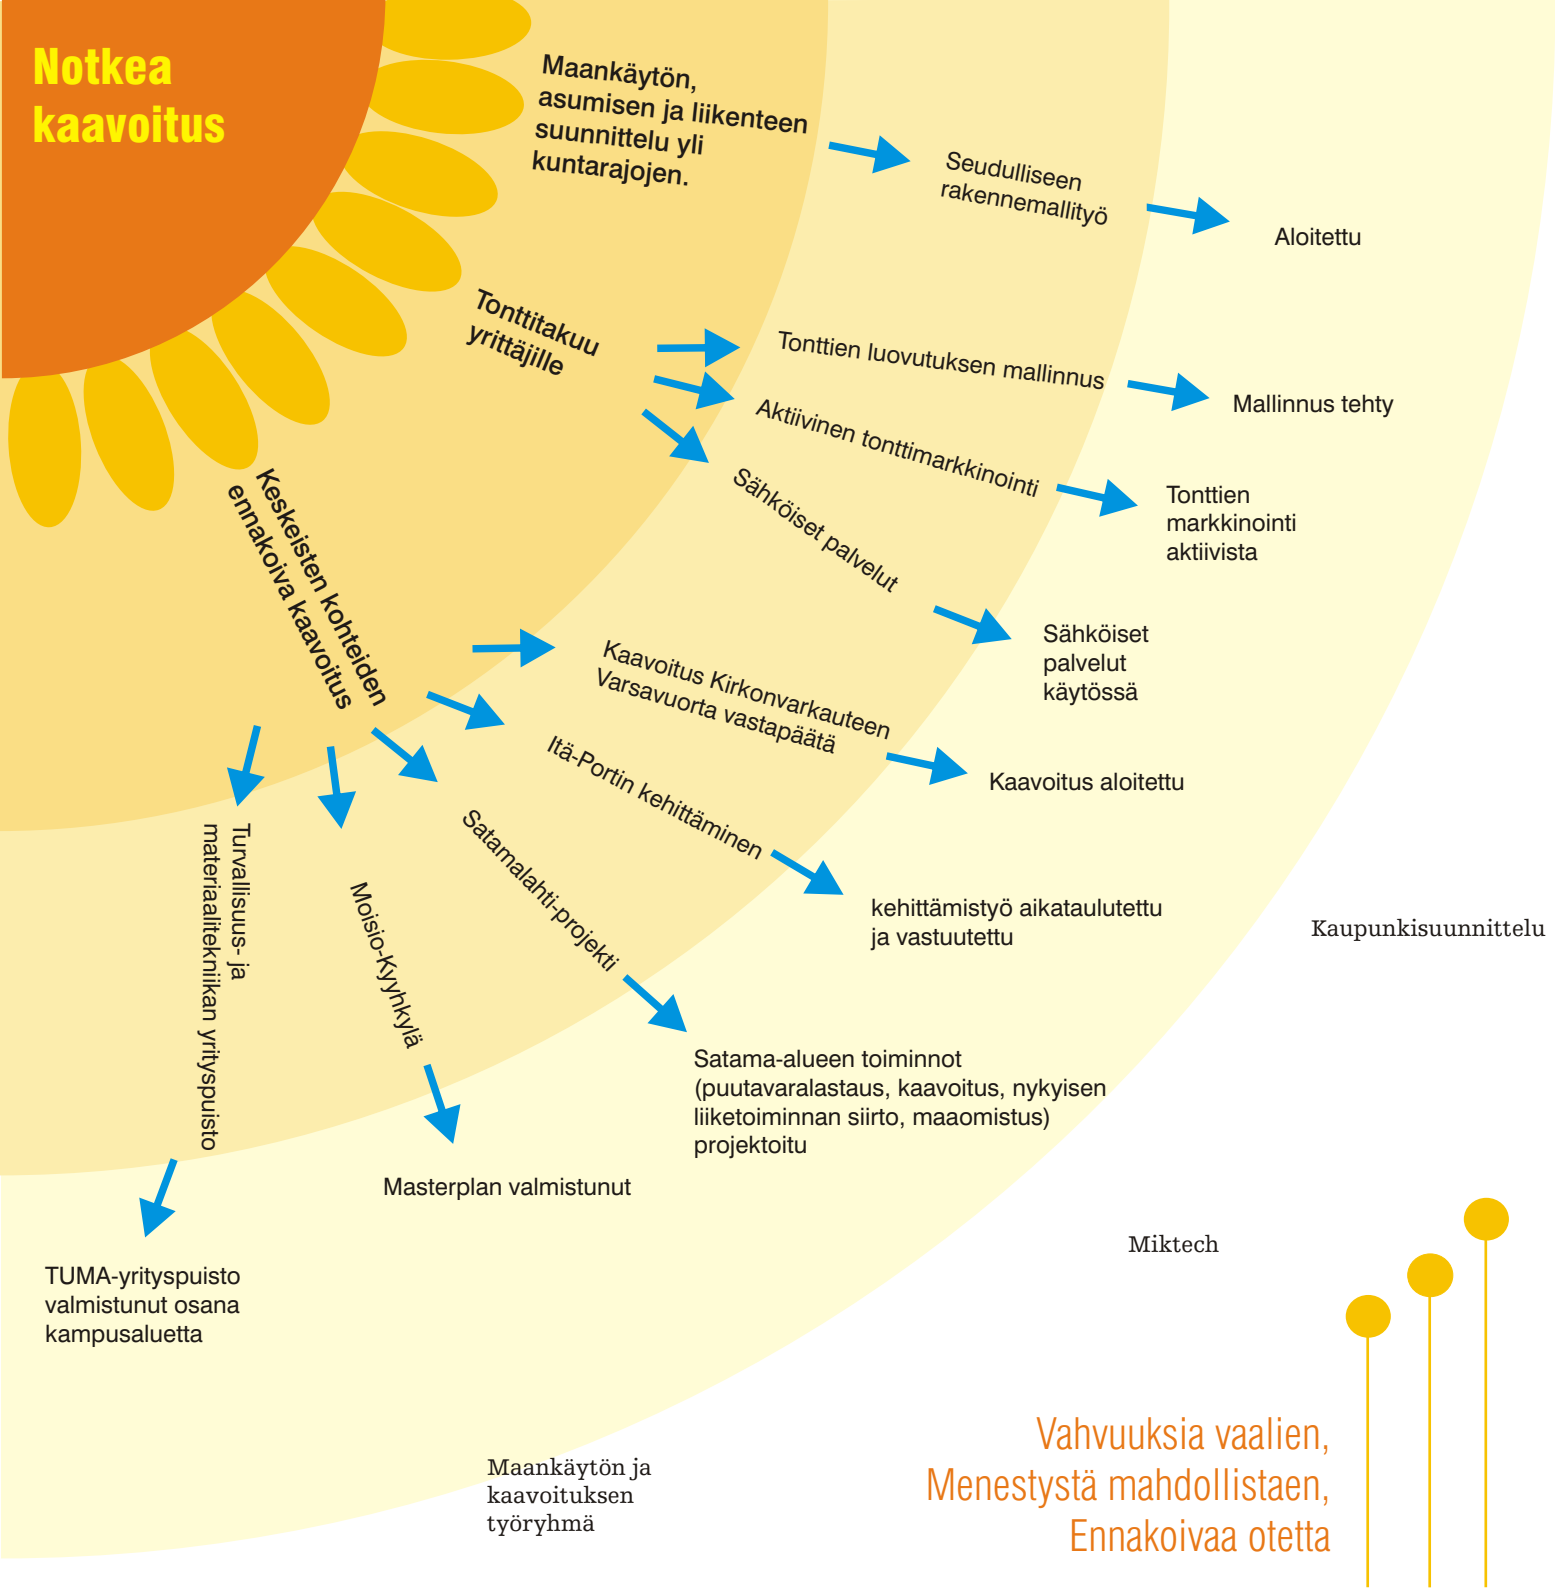 Notkea
kaavoitus
Maankäytön,
asumisen ja liikenteen
suunnittelu yli
kuntarajojen.
Seudulliseen
rakennemallityö
Aloitettu
Tonttitakuu
yrittäjille
Tonttien luovutuksen mallinnus
Mallinnus tehty
Aktiivinen tonttimarkkinointi
Tonttien
markkinointi
aktiivista
Sähköiset palvelut
Sähköiset
palvelut
käytössä
Keskeisten kohteiden
ennakoiva kaavoitus
Kaavoitus Kirkonvarkauteen
Varsavuorta vastapäätä
Kaavoitus aloitettu
Itä-Portin kehittäminen
kehittämistyö aikataulutettu
ja vastuutettu
Satamalahti-projekti
Satama-alueen toiminnot
(puutavaralastaus, kaavoitus, nykyisen
liiketoiminnan siirto, maaomistus)
projektoitu
Moisio-Kyyhkylä
Masterplan valmistunut
Turvallisuus- ja
materiaalitekniikan yrityspuisto
TUMA-yrityspuisto
valmistunut osana
kampusaluetta
Kaupunkisuunnittelu
Miktech
Maankäytön ja
kaavoituksen
työryhmä
Vahvuuksia vaalien,
Menestystä mahdollistaen,
Ennakoivaa otetta